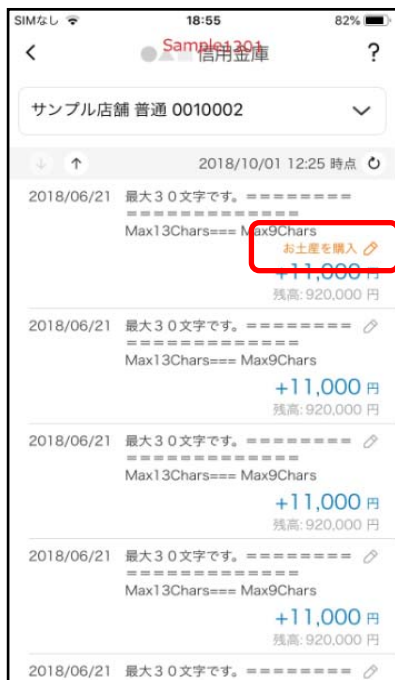 SIMなし 18:55 82%
Sample1301
信用金庫 ?
サンプル店舗 普通 0010002
2018/10/01 12:25 時点
2018/06/21 最大30文字です。========
=============
Max13Chars=== Max9Chars
お土産を購入
+11,000 円
残高: 920,000 円
2018/06/21 最大30文字です。========
=============
Max13Chars=== Max9Chars
+11,000 円
残高: 920,000 円
2018/06/21 最大30文字です。========
=============
Max13Chars=== Max9Chars
+11,000 円
残高: 920,000 円
2018/06/21 最大30文字です。========
=============
Max13Chars=== Max9Chars
+11,000 円
残高: 920,000 円
2018/06/21 最大30文字です。========